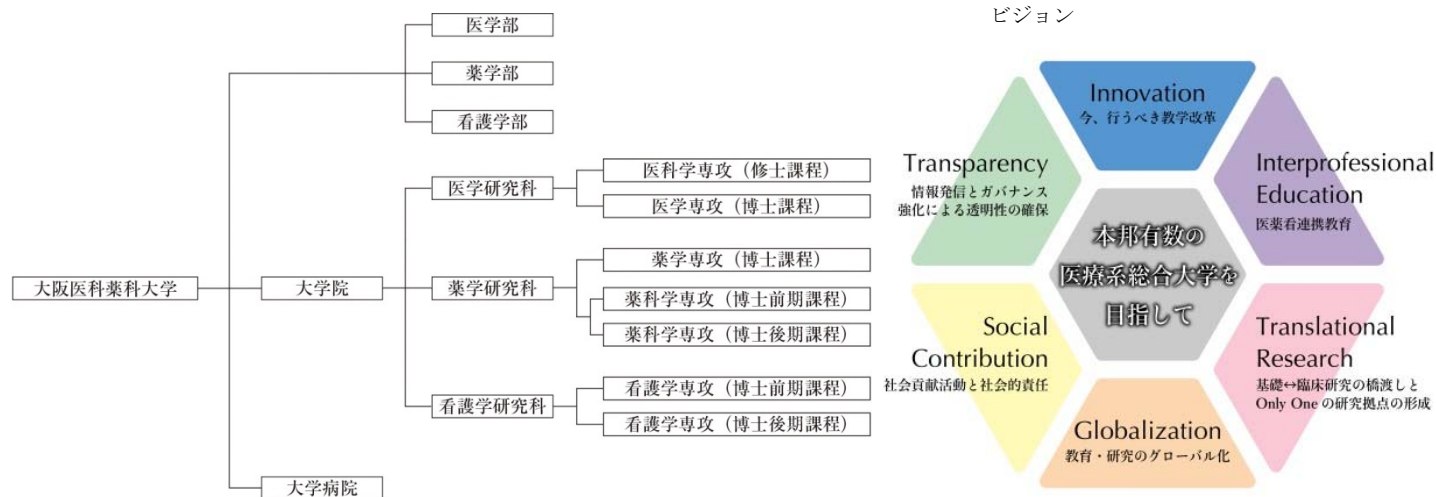 医学部
薬学部
看護学部
医学研究科
医科学専攻（修士課程）
医学専攻（博士課程）
大阪医科薬科大学
大学院
薬学研究科
薬学専攻（博士課程）
薬科学専攻（博士前期課程）
薬科学専攻（博士後期課程）
看護学研究科
看護学専攻（博士前期課程）
看護学専攻（博士後期課程）
大学病院
ビジョン
Innovation
今、行うべき教学改革
Transparency
情報発信とガバナンス
強化による透明性の確保
Interprofessional
Education
医薬看連携教育
本邦有数の
医療系総合大学を
目指して
Social
Contribution
社会貢献活動と社会的責任
Translational
Research
基礎↔臨床研究の橋渡しと
Only One の研究拠点の形成
Globalization
教育・研究のグローバル化